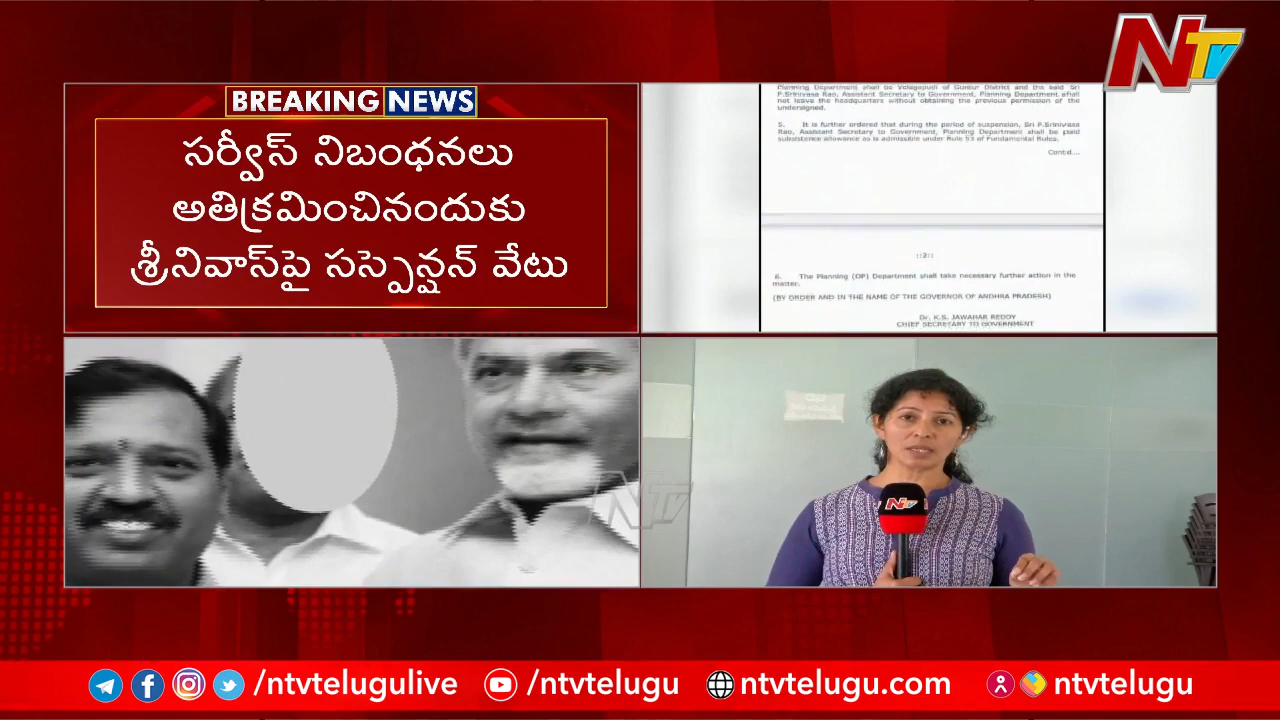 NTV
BREAKING NEWS
సర్వీస్ నిబంధనలు
అతిక్రమించినందుకు
శ్రీనివాస్‌పై సస్పెన్షన్ వేటు
Planning Department shall be Velagapudi of Guntur District and the said Sri
P.Srinivasa Rao, Assistant Secretary to Government, Planning Department shall
not leave the headquarters without obtaining the previous permission of the
undersigned.
5. It is further ordered that during the period of suspension, Sri P.Srinivasa
Rao, Assistant Secretary to Government, Planning Department shall be paid
subsistence allowance as is admissible under Rule 53 of Fundamental Rules.
Contd....
::2::
6. The Planning (OP) Department shall take necessary further action in the
matter.
(BY ORDER AND IN THE NAME OF THE GOVERNOR OF ANDHRA PRADESH)
Dr. K.S. JAWAHAR REDDY
CHIEF SECRETARY TO GOVERNMENT
NTV
NTV
/ntvtelugulive /ntvtelugu ntvtelugu.com ntvtelugu